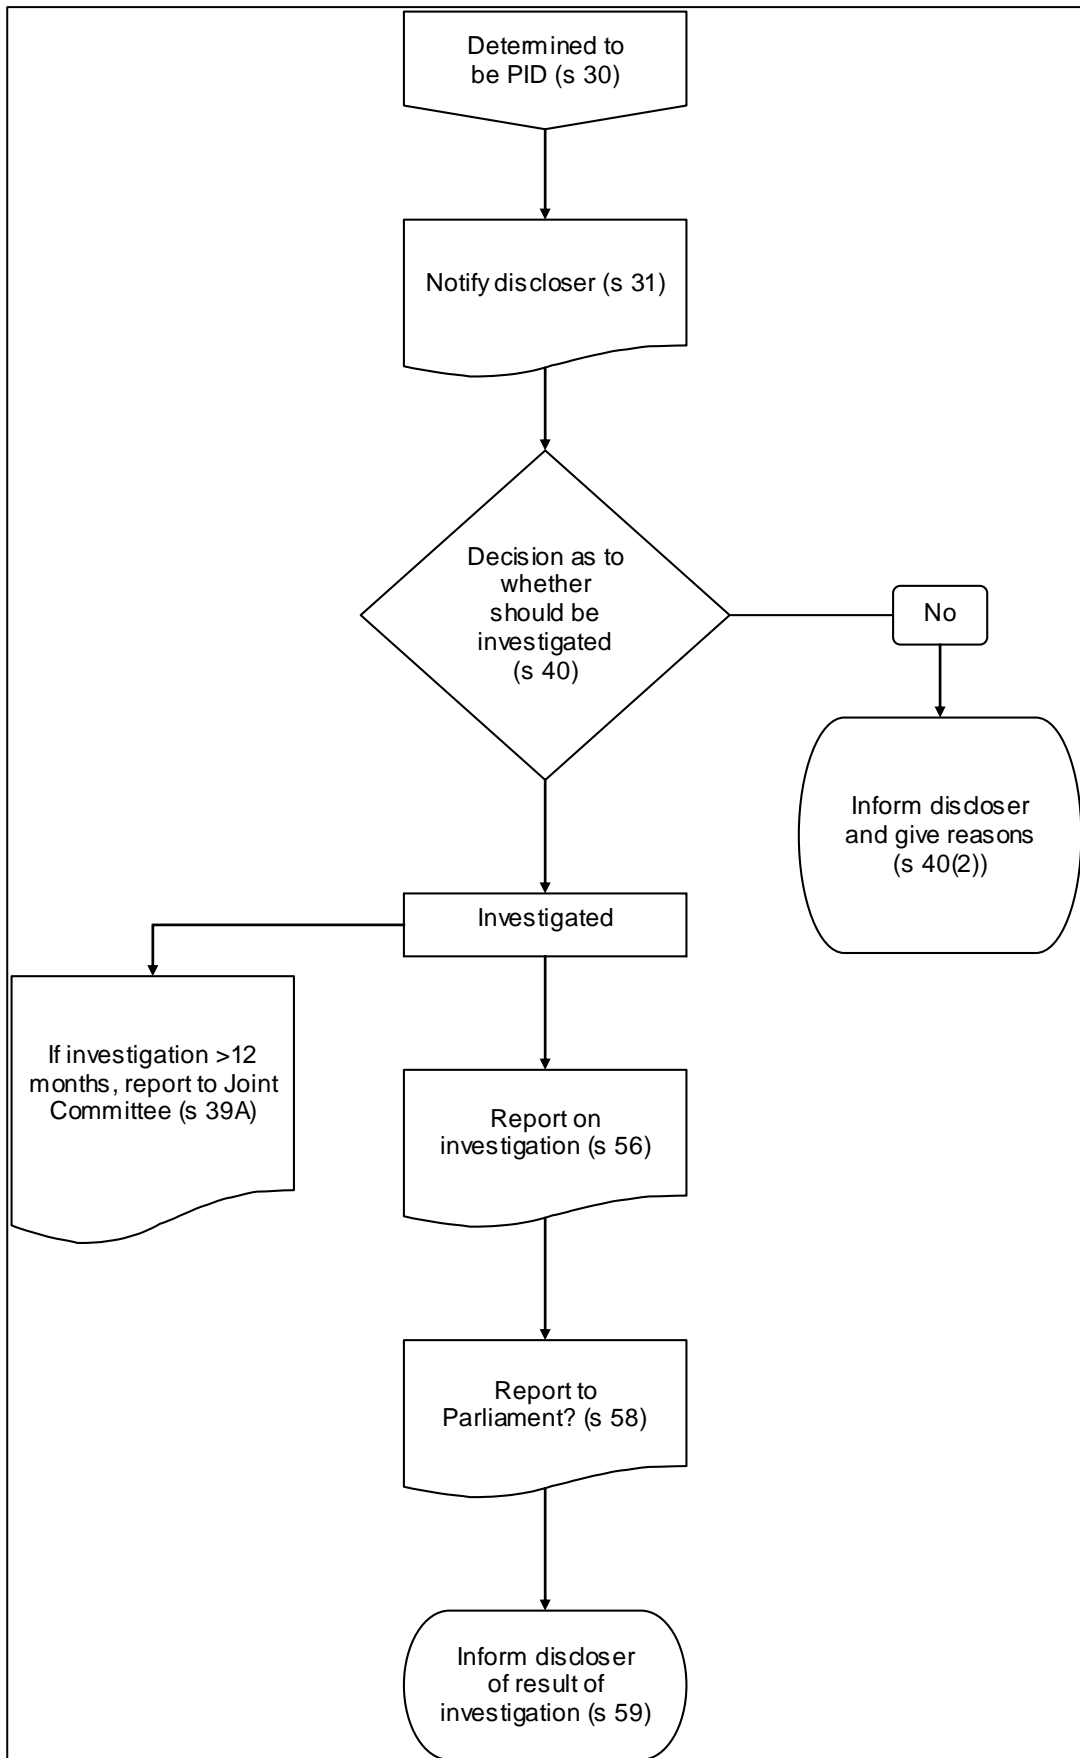 Determined to
be PID (s 30)
Notify discloser (s 31)
Decision as to
whether
should be
investigated
(s 40)
No
Inform discloser
and give reasons
(s 40(2))
Investigated
If investigation >12
months, report to Joint
Committee (s 39A)
Report on
investigation (s 56)
Report to
Parliament? (s 58)
Inform discloser
of result of
investigation (s 59)